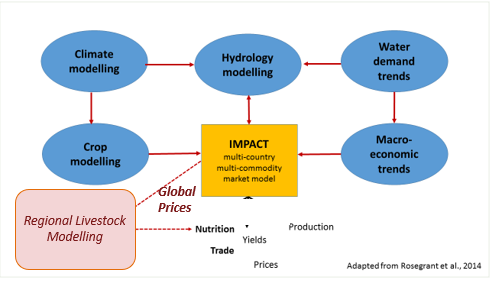 Climate
modelling
Hydrology
modelling
Water
demand
trends
Crop
modelling
IMPACT
multi-country
multi-commodity
market model
Macro-
economic
trends
Global
Prices
Regional Livestock
Modelling
Nutrition
Production
Yields
Trade
Prices
Adapted from Rosegrant et al., 2014